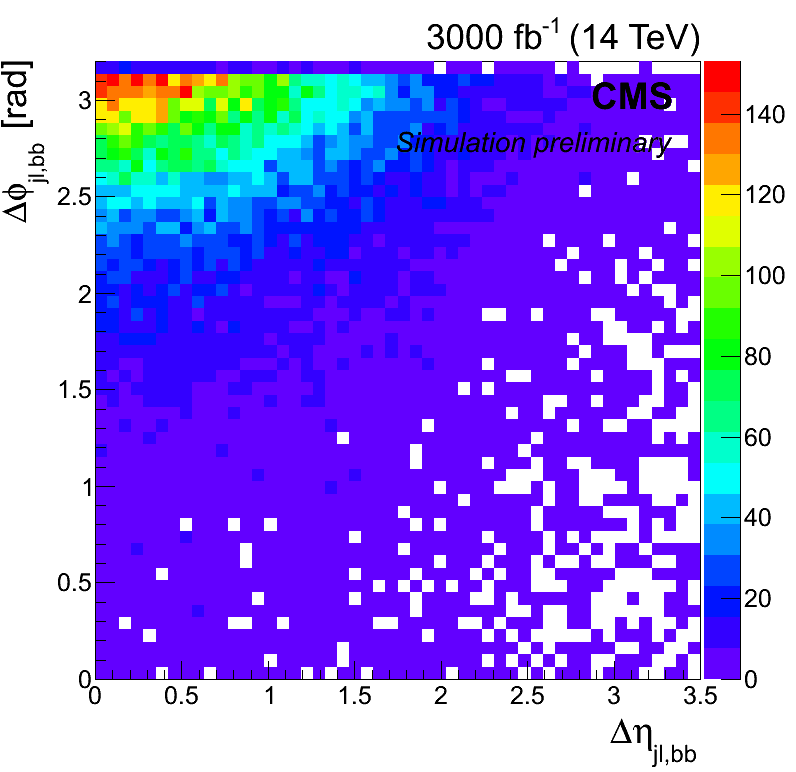 3000 fb-1 (14 TeV)
CMS
Simulation preliminary
Δϕjl,bb [rad]
3
2.5
2
1.5
1
0.5
0
0 0.5 1 1.5 2 2.5 3 3.5
Δηjl,bb
140
120
100
80
60
40
20
0